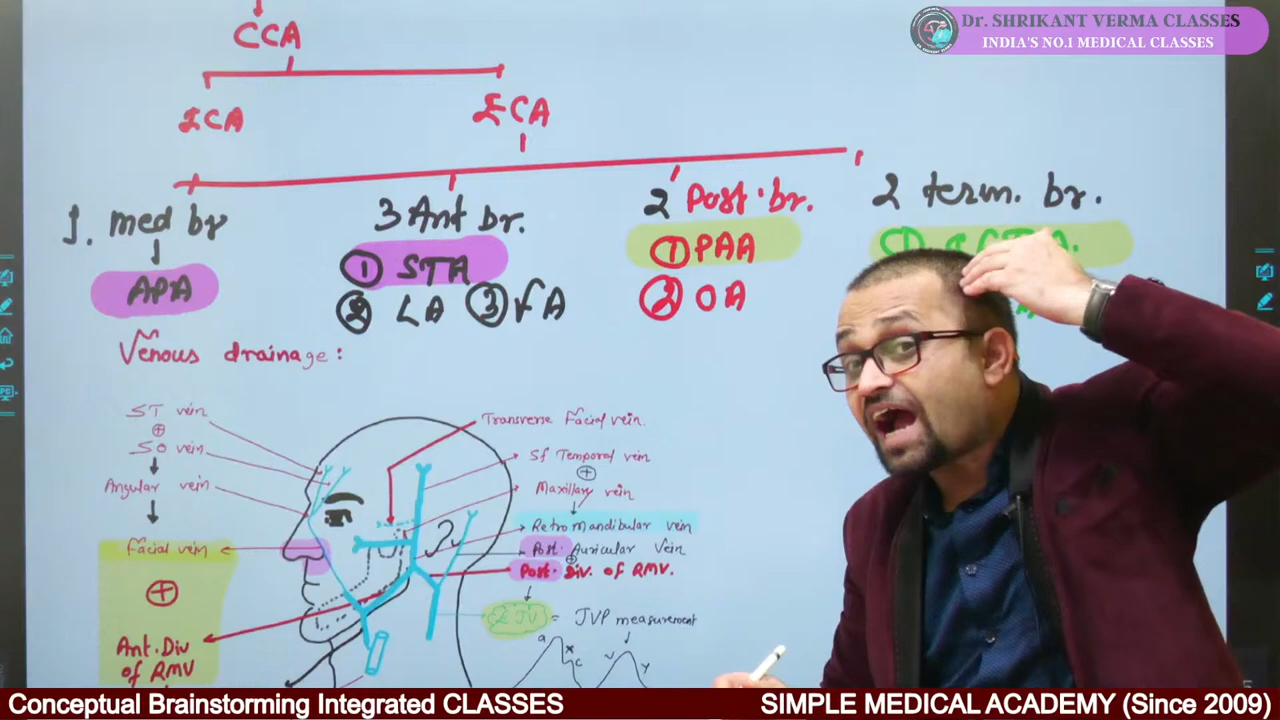 Dr. SHRIKANT VERMA CLASSES
INDIA'S NO.1 MEDICAL CLASSES
CCA
ICA
ECA
1. med br
APA
3 Ant br.
① STA
② LA ③ FA
2 Post. br.
① PAA
② OA
2 term. br.
①
Venous drainage:
ST vein
⊕
SO vein
Angular vein
Facial vein
⊕
Ant. Div
of RMV
Transverse Facial vein.
Sf Temporal vein
⊕
Maxillary vein
Retromandibular vein
Post. Auricular vein
⊕
Post. Div. of RMV.
= JVP measurement
a x c v y
Conceptual Brainstorming Integrated CLASSES
SIMPLE MEDICAL ACADEMY (Since 2009)